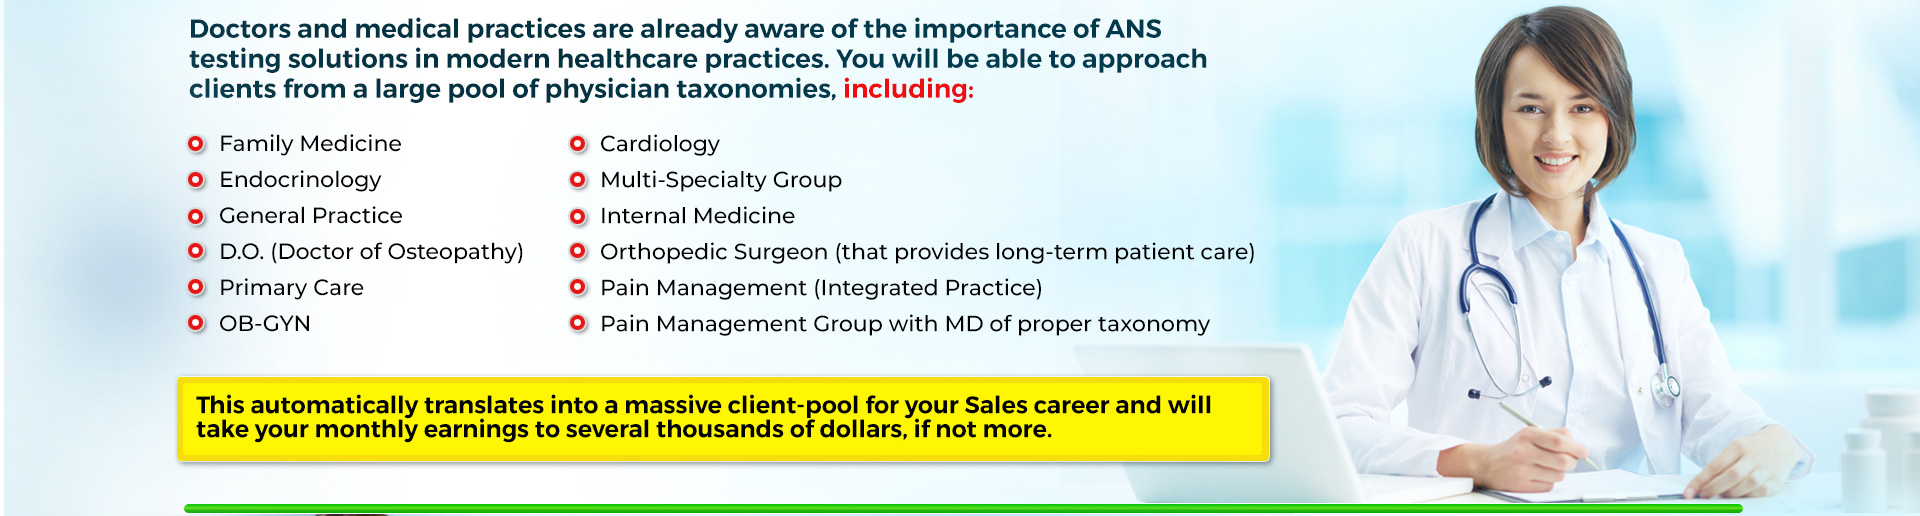 Doctors and medical practices are already aware of the importance of ANS
testing solutions in modern healthcare practices. You will be able to approach
clients from a large pool of physician taxonomies, including:
Family Medicine
Endocrinology
General Practice
D.O. (Doctor of Osteopathy)
Primary Care
OB-GYN
Cardiology
Multi-Specialty Group
Internal Medicine
Orthopedic Surgeon (that provides long-term patient care)
Pain Management (Integrated Practice)
Pain Management Group with MD of proper taxonomy
This automatically translates into a massive client-pool for your Sales career and will
take your monthly earnings to several thousands of dollars, if not more.